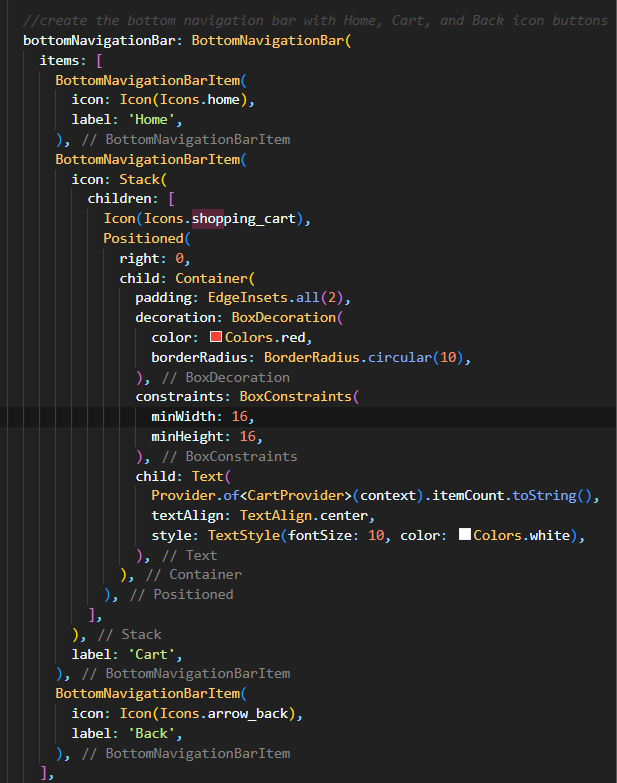 //create the bottom navigation bar with Home, Cart, and Back icon buttons
bottomNavigationBar: BottomNavigationBar(
  items: [
    BottomNavigationBarItem(
      icon: Icon(Icons.home),
      label: 'Home',
    ), // BottomNavigationBarItem
    BottomNavigationBarItem(
      icon: Stack(
        children: [
          Icon(Icons.shopping_cart),
          Positioned(
            right: 0,
            child: Container(
              padding: EdgeInsets.all(2),
              decoration: BoxDecoration(
                color: Colors.red,
                borderRadius: BorderRadius.circular(10),
              ), // BoxDecoration
              constraints: BoxConstraints(
                minWidth: 16,
                minHeight: 16,
              ), // BoxConstraints
              child: Text(
                Provider.of<CartProvider>(context).itemCount.toString(),
                textAlign: TextAlign.center,
                style: TextStyle(fontSize: 10, color: Colors.white),
              ), // Text
            ), // Container
          ), // Positioned
        ],
      ), // Stack
      label: 'Cart',
    ), // BottomNavigationBarItem
    BottomNavigationBarItem(
      icon: Icon(Icons.arrow_back),
      label: 'Back',
    ), // BottomNavigationBarItem
  ],